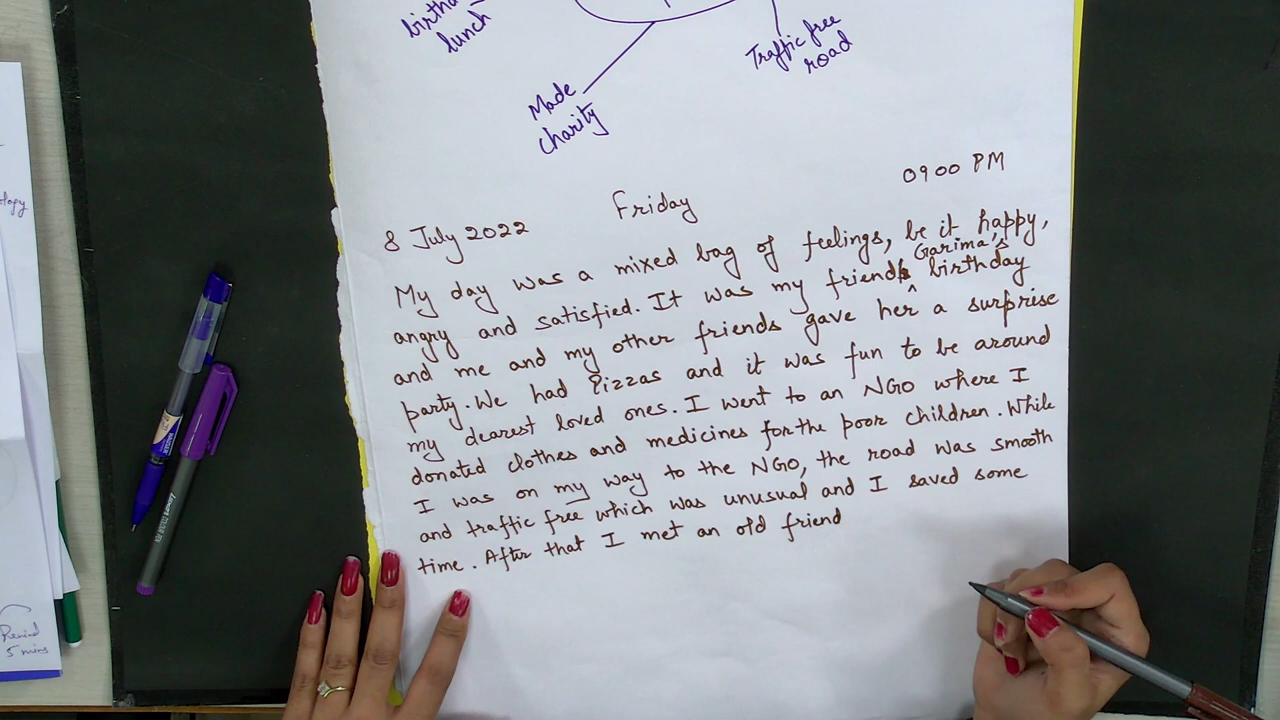 lunch
Made
charity
Traffic free
road
09 00 PM
Friday
8 July 2022
My day was a mixed bag of feelings, be it happy,
angry and satisfied. It was my friend Garima's birthday
and me and my other friends gave her a surprise
party. We had Pizzas and it was fun to be around
my dearest loved ones. I went to an NGO where I
donated clothes and medicines for the poor children. While
I was on my way to the NGO, the road was smooth
and traffic free which was unusual and I saved some
time. After that I met an old friend
5 mins